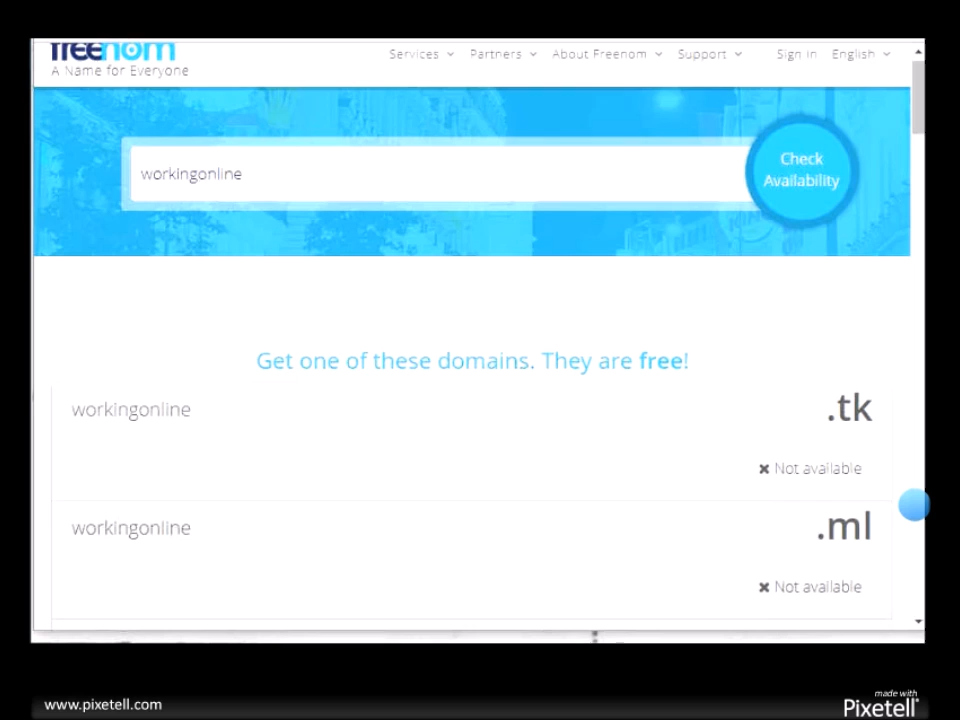 freenom
A Name for Everyone
Services Partners About Freenom Support Sign in English
workingonline
Check
Availability
Get one of these domains. They are free!
workingonline .tk
✖ Not available
workingonline .ml
✖ Not available
www.pixetell.com
made with
Pixetell